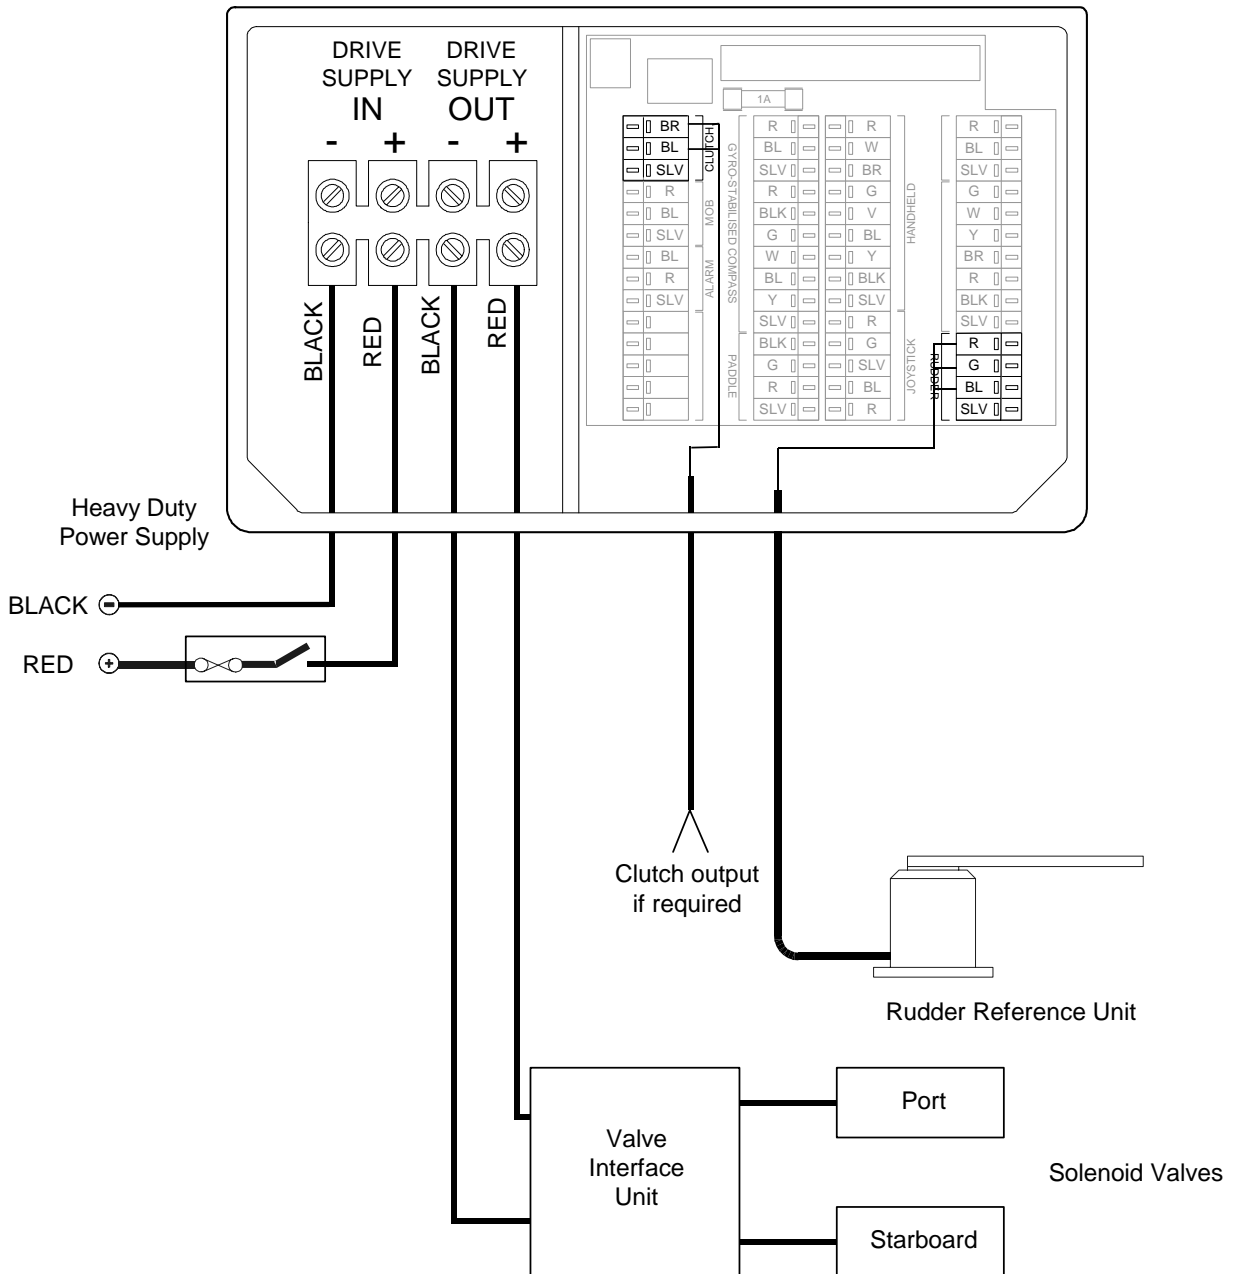 DRIVE
SUPPLY
IN
DRIVE
SUPPLY
OUT
- + - +
BLACK
RED
BLACK
RED
1A
BR
BL
SLV
R
BL
SLV
BL
R
SLV
CLUTCH
MOB
ALARM
R
BL
SLV
R
BLK
G
W
BL
Y
SLV
BLK
G
R
SLV
GYRO-STABILISED COMPASS
PADDLE
R
W
BR
G
V
BL
Y
BLK
SLV
R
G
SLV
BL
R
HANDHELD
JOYSTICK
R
BL
SLV
G
W
Y
BR
R
BLK
SLV
R
G
BL
SLV
RUDDER
Heavy Duty
Power Supply
BLACK -
RED +
Clutch output
if required
Rudder Reference Unit
Valve
Interface
Unit
Port
Solenoid Valves
Starboard